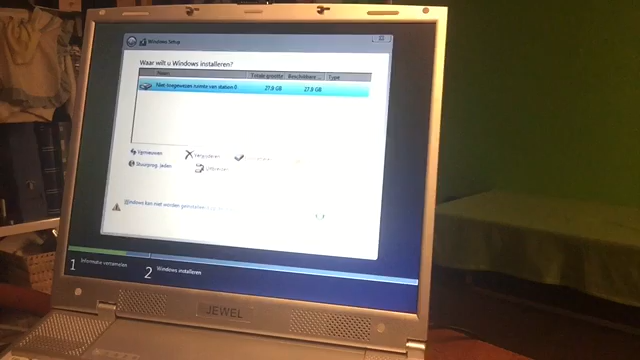 Windows Setup
Waar wilt u Windows installeren?
Naam Totale grootte Beschikbare ... Type
Niet-toegewezen ruimte van station 0 27.9 GB 27.9 GB
Vernieuwen Verwijderen
Stuurprog. laden Uitbreiden
Windows kan niet worden geïnstalleerd
1 Informatie verzamelen
2 Windows installeren
JEWEL